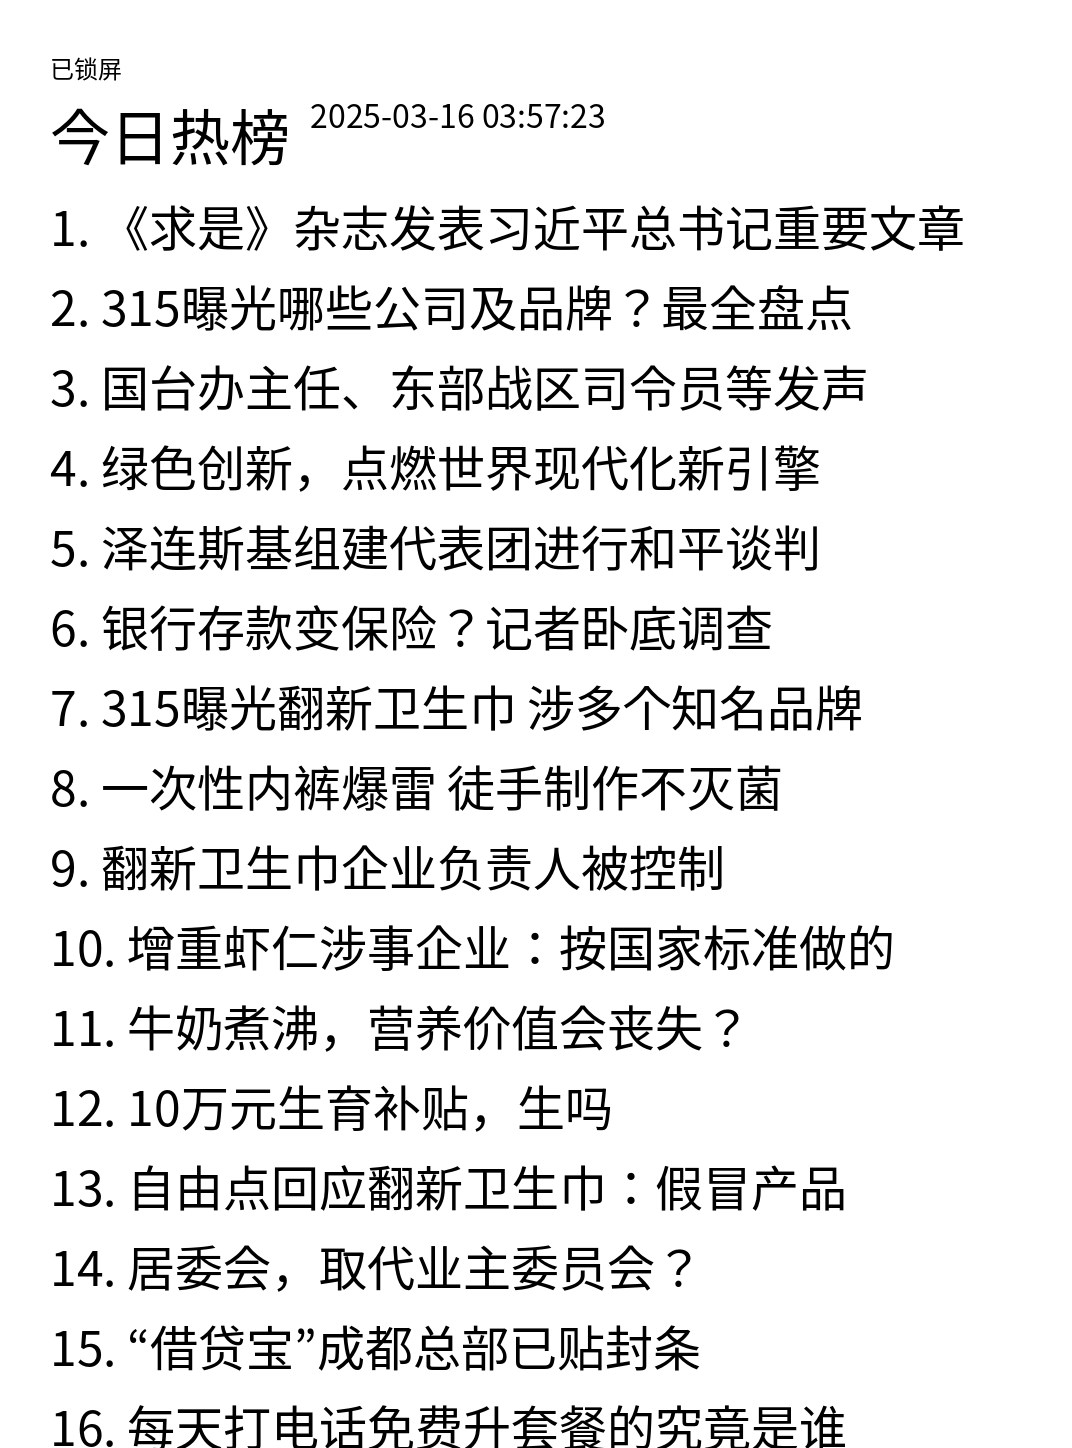 已锁屏
今日热榜 2025-03-16 03:57:23
1. 《求是》杂志发表习近平总书记重要文章
2. 315曝光哪些公司及品牌？最全盘点
3. 国台办主任、东部战区司令员等发声
4. 绿色创新，点燃世界现代化新引擎
5. 泽连斯基组建代表团进行和平谈判
6. 银行存款变保险？记者卧底调查
7. 315曝光翻新卫生巾 涉多个知名品牌
8. 一次性内裤爆雷 徒手制作不灭菌
9. 翻新卫生巾企业负责人被控制
10. 增重虾仁涉事企业：按国家标准做的
11. 牛奶煮沸，营养价值会丧失？
12. 10万元生育补贴，生吗
13. 自由点回应翻新卫生巾：假冒产品
14. 居委会，取代业主委员会？
15. “借贷宝”成都总部已贴封条
16. 每天打电话免费升套餐的究竟是谁